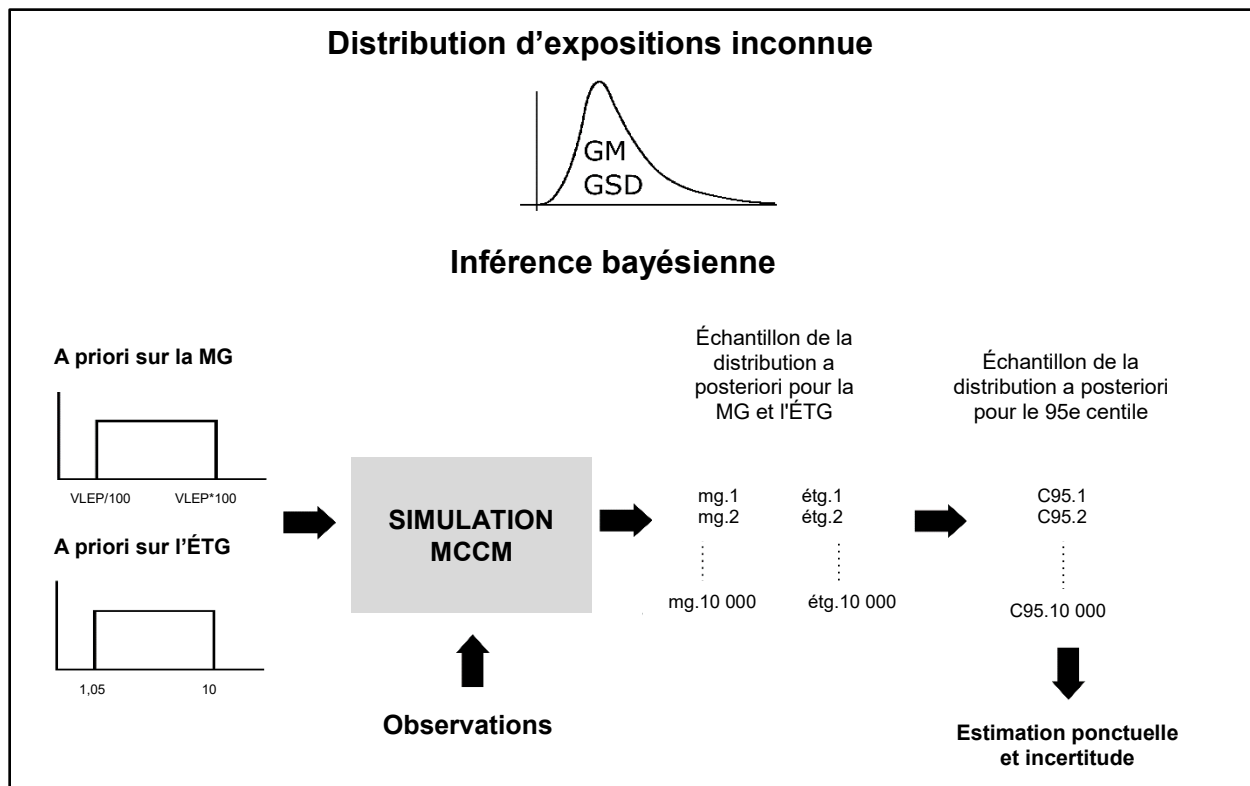 Distribution d'expositions inconnue
GM
GSD
Inférence bayésienne
A priori sur la MG
VLEP/100
VLEP*100
A priori sur l'ÉTG
1,05
10
SIMULATION
MCCM
Observations
Échantillon de la
distribution a
posteriori pour la
MG et l'ÉTG
mg.1
étg.1
mg.2
étg.2
mg.10 000
étg.10 000
Échantillon de la
distribution a posteriori
pour le 95e centile
C95.1
C95.2
C95.10 000
Estimation ponctuelle
et incertitude